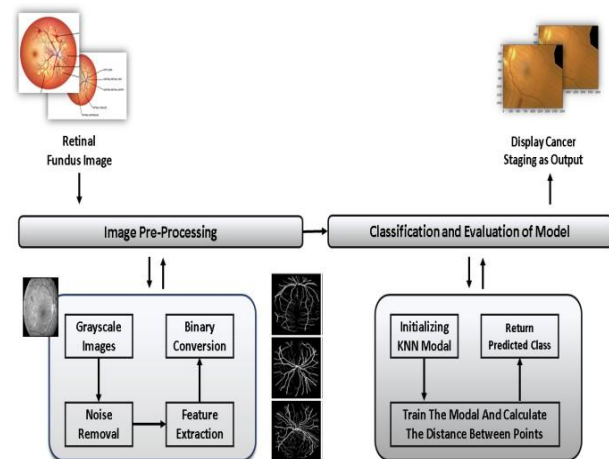 Retinal
Fundus Image
Display Cancer
Staging as Output
Image Pre-Processing
Classification and Evaluation of Model
Grayscale
Images
Binary
Conversion
Noise
Removal
Feature
Extraction
Initializing
KNN Modal
Return
Predicted Class
Train The Modal And Calculate
The Distance Between Points